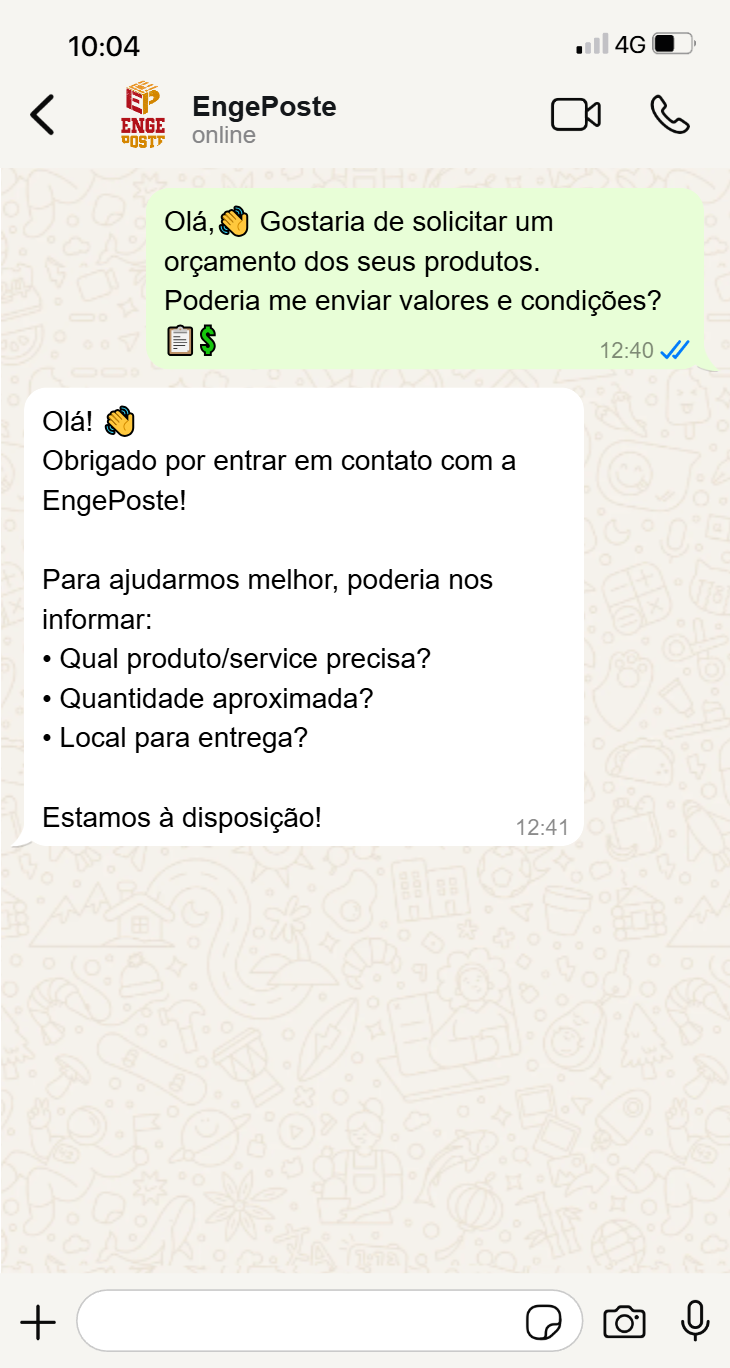 10:04
4G
EP
ENGE
POSTE
EngePoste
online
Olá,👋 Gostaria de solicitar um
orçamento dos seus produtos.
Poderia me enviar valores e condições?
📋💲
12:40
Olá! 👋
Obrigado por entrar em contato com a
EngePoste!
Para ajudarmos melhor, poderia nos
informar:
• Qual produto/service precisa?
• Quantidade aproximada?
• Local para entrega?
Estamos à disposição!
12:41